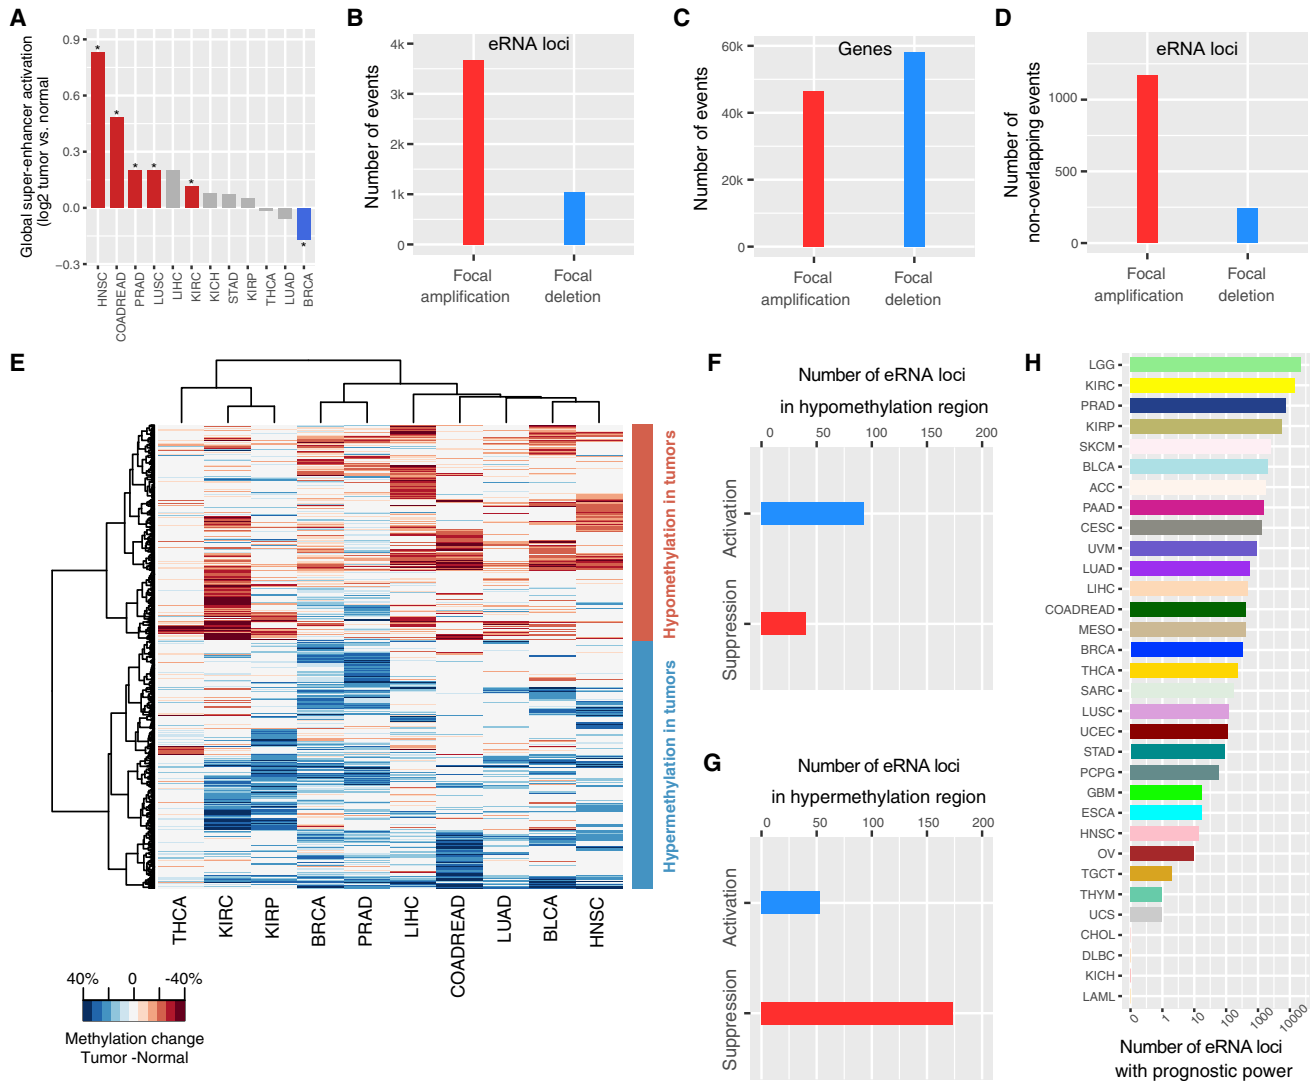 A
Global super-enhancer activation
(log2 tumor vs. normal)
0.9
0.6
0.3
0.0
−0.3
*
*
*
*
*
*
HNSC
COADREAD
PRAD
LUSC
LIHC
KIRC
KICH
STAD
KIRP
THCA
LUAD
BRCA
B
eRNA loci
Number of events
4k
3k
2k
1k
0
Focal
amplification
Focal
deletion
C
Genes
Number of events
60k
40k
20k
0
Focal
amplification
Focal
deletion
D
eRNA loci
Number of
non-overlapping events
1000
500
0
Focal
amplification
Focal
deletion
E
Hypomethylation in tumors
Hypermethylation in tumors
THCA
KIRC
KIRP
BRCA
PRAD
LIHC
COADREAD
LUAD
BLCA
HNSC
40% 0 -40%
Methylation change
Tumor -Normal
F
Number of eRNA loci
in hypomethylation region
0 50 100 150 200
Activation
Suppression
G
Number of eRNA loci
in hypermethylation region
0 50 100 150 200
Activation
Suppression
H
LGG
KIRC
PRAD
KIRP
SKCM
BLCA
ACC
PAAD
CESC
UVM
LUAD
LIHC
COADREAD
MESO
BRCA
THCA
SARC
LUSC
UCEC
STAD
PCPG
GBM
ESCA
HNSC
OV
TGCT
THYM
UCS
CHOL
DLBC
KICH
LAML
0 1 10 100 1000 10000
Number of eRNA loci
with prognostic power